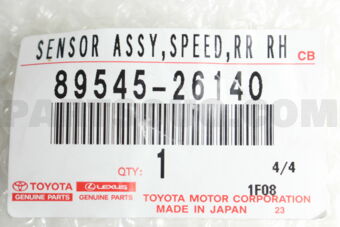 SENSOR ASSY,SPEED,RR RH CB
89545-26140
QTY: 1 4/4
TOYOTA LEXUS 1F08
GENUINE PARTS GENUINE PARTS TOYOTA MOTOR CORPORATION
MADE IN JAPAN 23